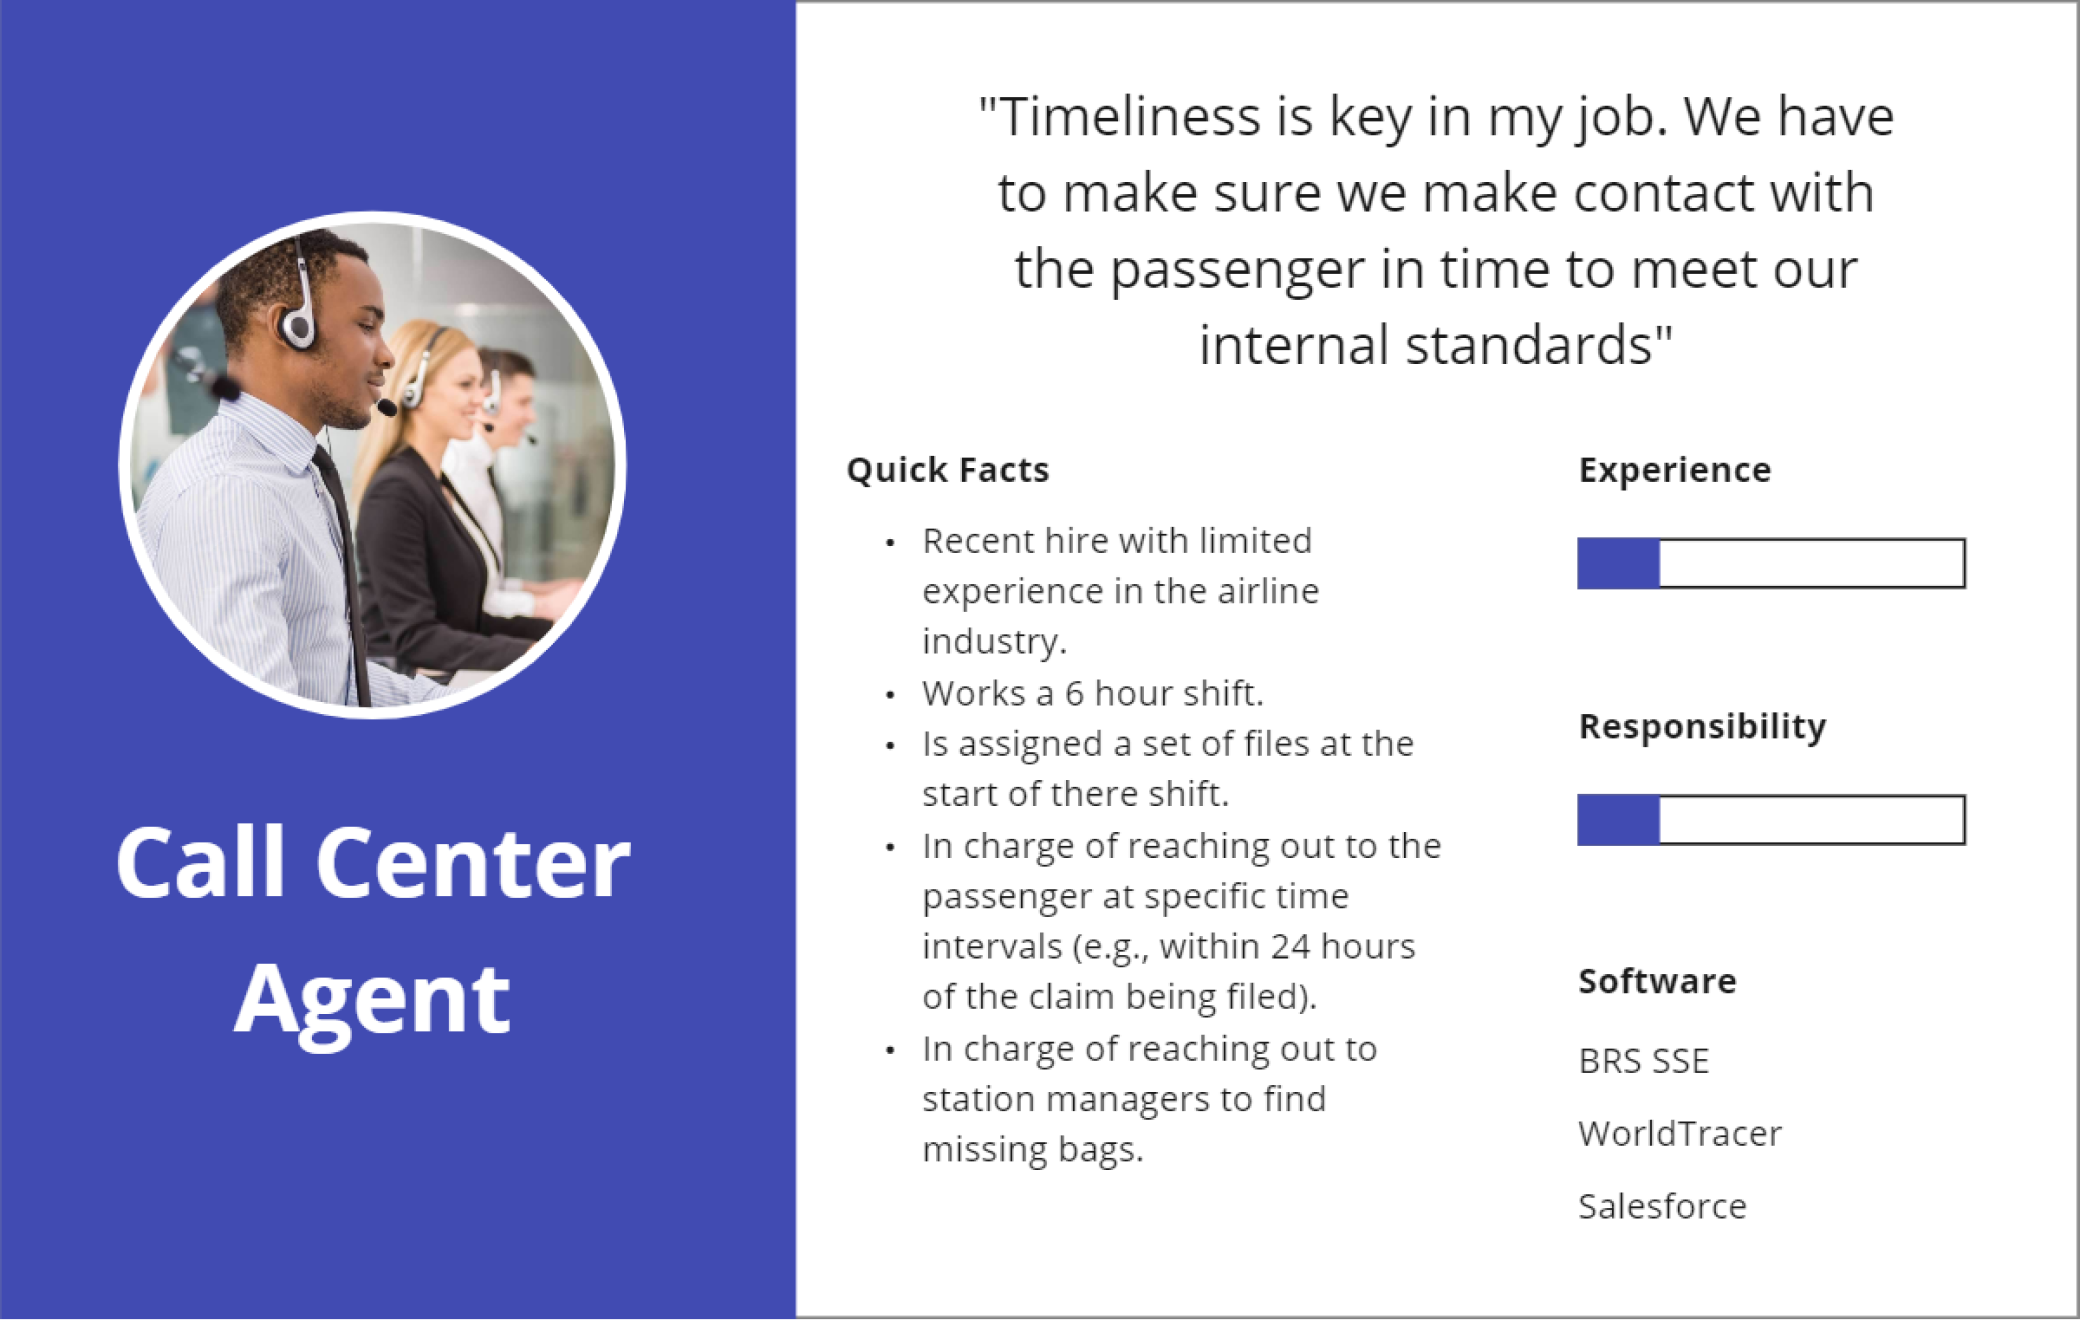 Call Center
Agent
"Timeliness is key in my job. We have
to make sure we make contact with
the passenger in time to meet our
internal standards"
Quick Facts
• Recent hire with limited
experience in the airline
industry.
• Works a 6 hour shift.
• Is assigned a set of files at the
start of there shift.
• In charge of reaching out to the
passenger at specific time
intervals (e.g., within 24 hours
of the claim being filed).
• In charge of reaching out to
station managers to find
missing bags.
Experience
Responsibility
Software
BRS SSE
WorldTracer
Salesforce